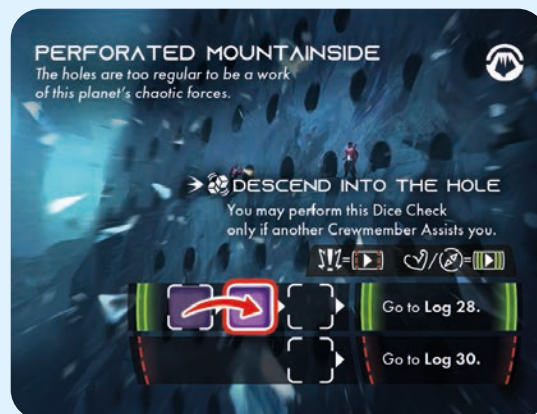 PERFORATED MOUNTAINSIDE
The holes are too regular to be a work
of this planet's chaotic forces.
DESCEND INTO THE HOLE
You may perform this Dice Check
only if another Crewmember Assists you.
Go to Log 28.
Go to Log 30.